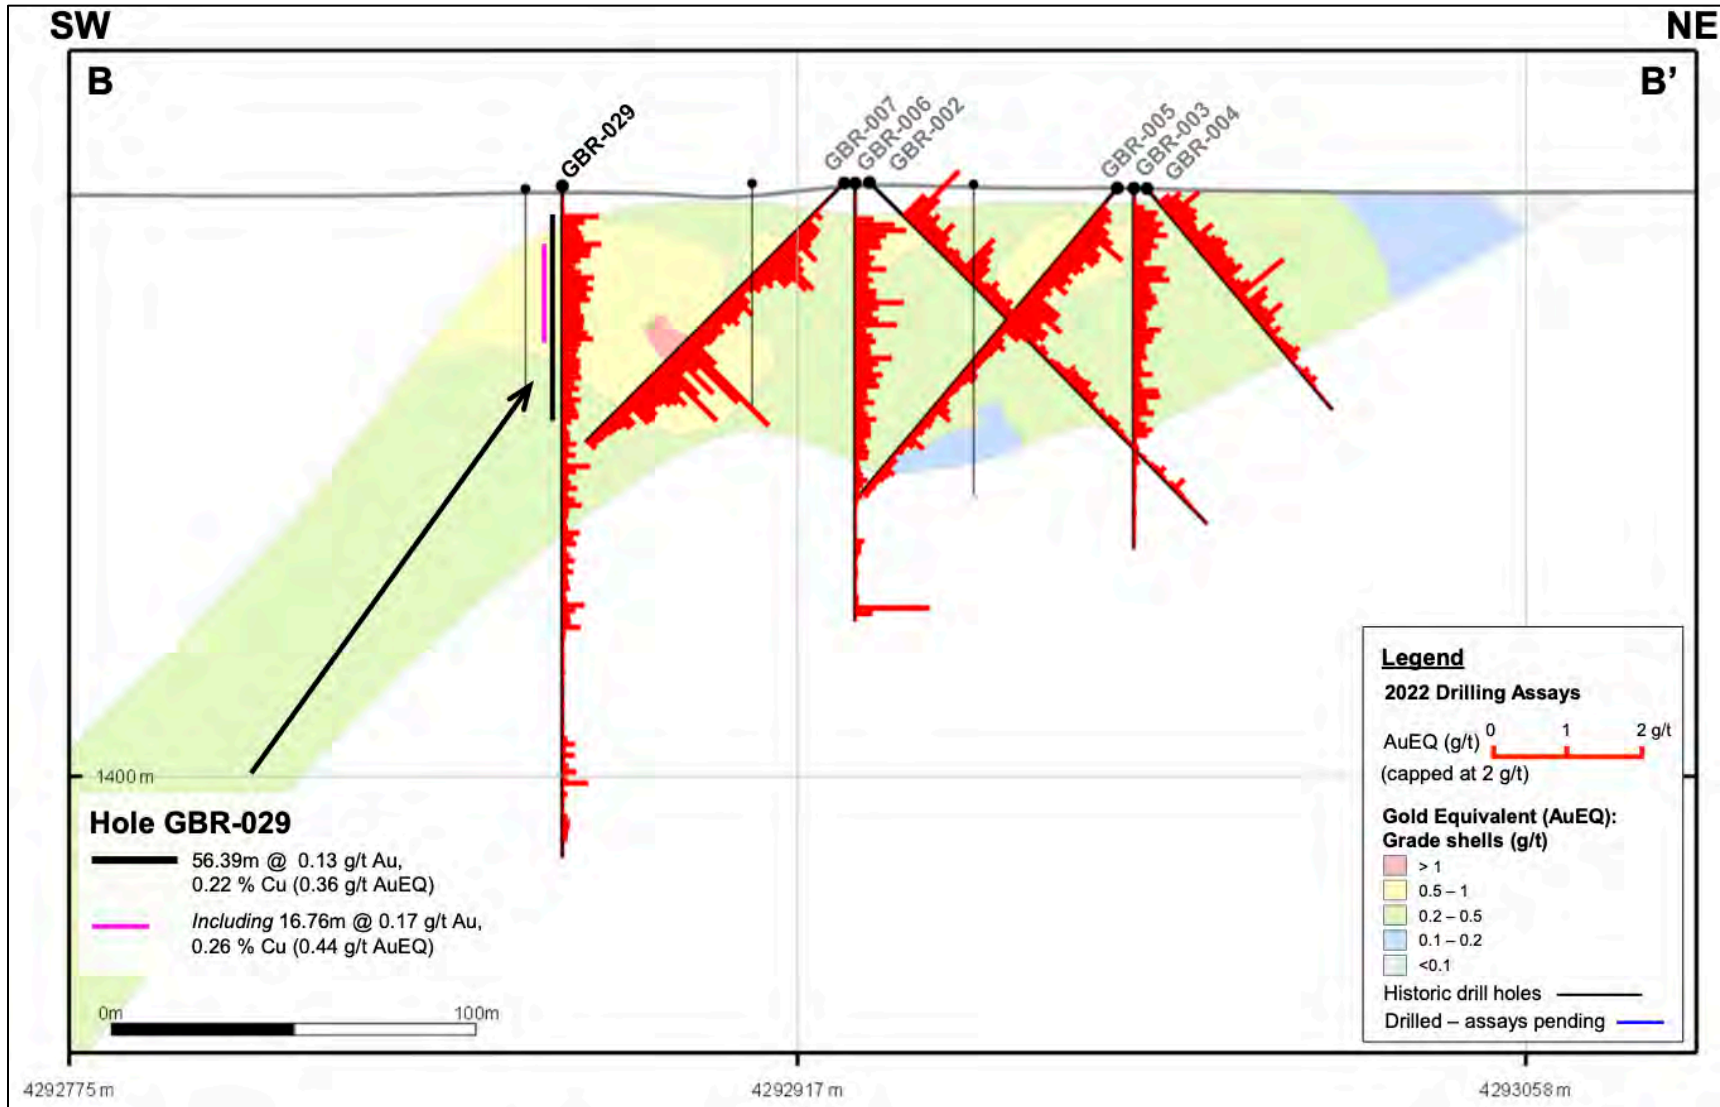 SW
NE
B
B'
GBR-029
GBR-007
GBR-006
GBR-002
GBR-005
GBR-003
GBR-004
1400 m
Hole GBR-029
56.39m @ 0.13 g/t Au,
0.22 % Cu (0.36 g/t AuEQ)
Including 16.76m @ 0.17 g/t Au,
0.26 % Cu (0.44 g/t AuEQ)
0m
100m
Legend
2022 Drilling Assays
AuEQ (g/t) 0 1 2 g/t
(capped at 2 g/t)
Gold Equivalent (AuEQ):
Grade shells (g/t)
> 1
0.5 – 1
0.2 – 0.5
0.1 – 0.2
<0.1
Historic drill holes
Drilled – assays pending
4292775 m
4292917 m
4293058 m